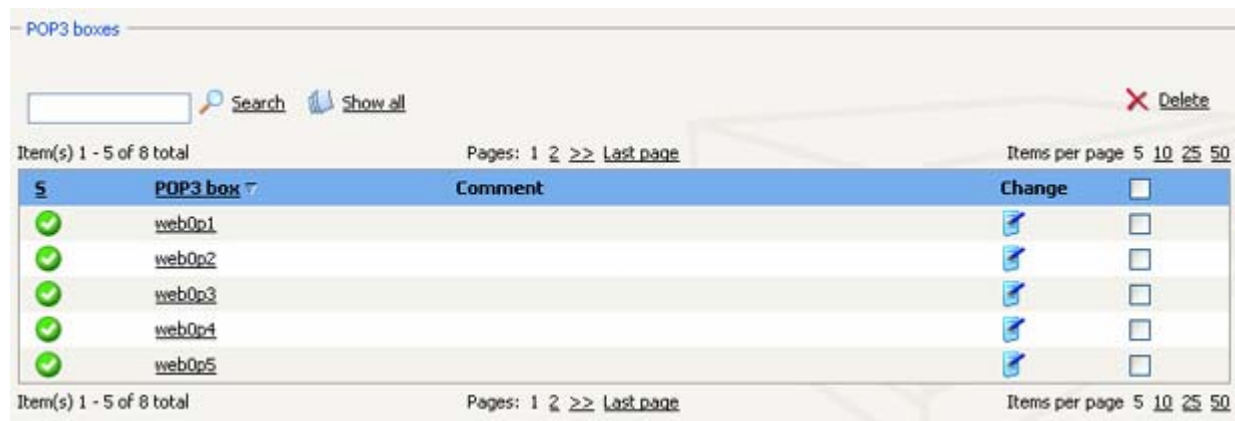 POP3 boxes
Search Show all Delete
Item(s) 1 - 5 of 8 total Pages: 1 2 >> Last page Items per page 5 10 25 50
S POP3 box Comment Change
web0p1
web0p2
web0p3
web0p4
web0p5
Item(s) 1 - 5 of 8 total Pages: 1 2 >> Last page Items per page 5 10 25 50